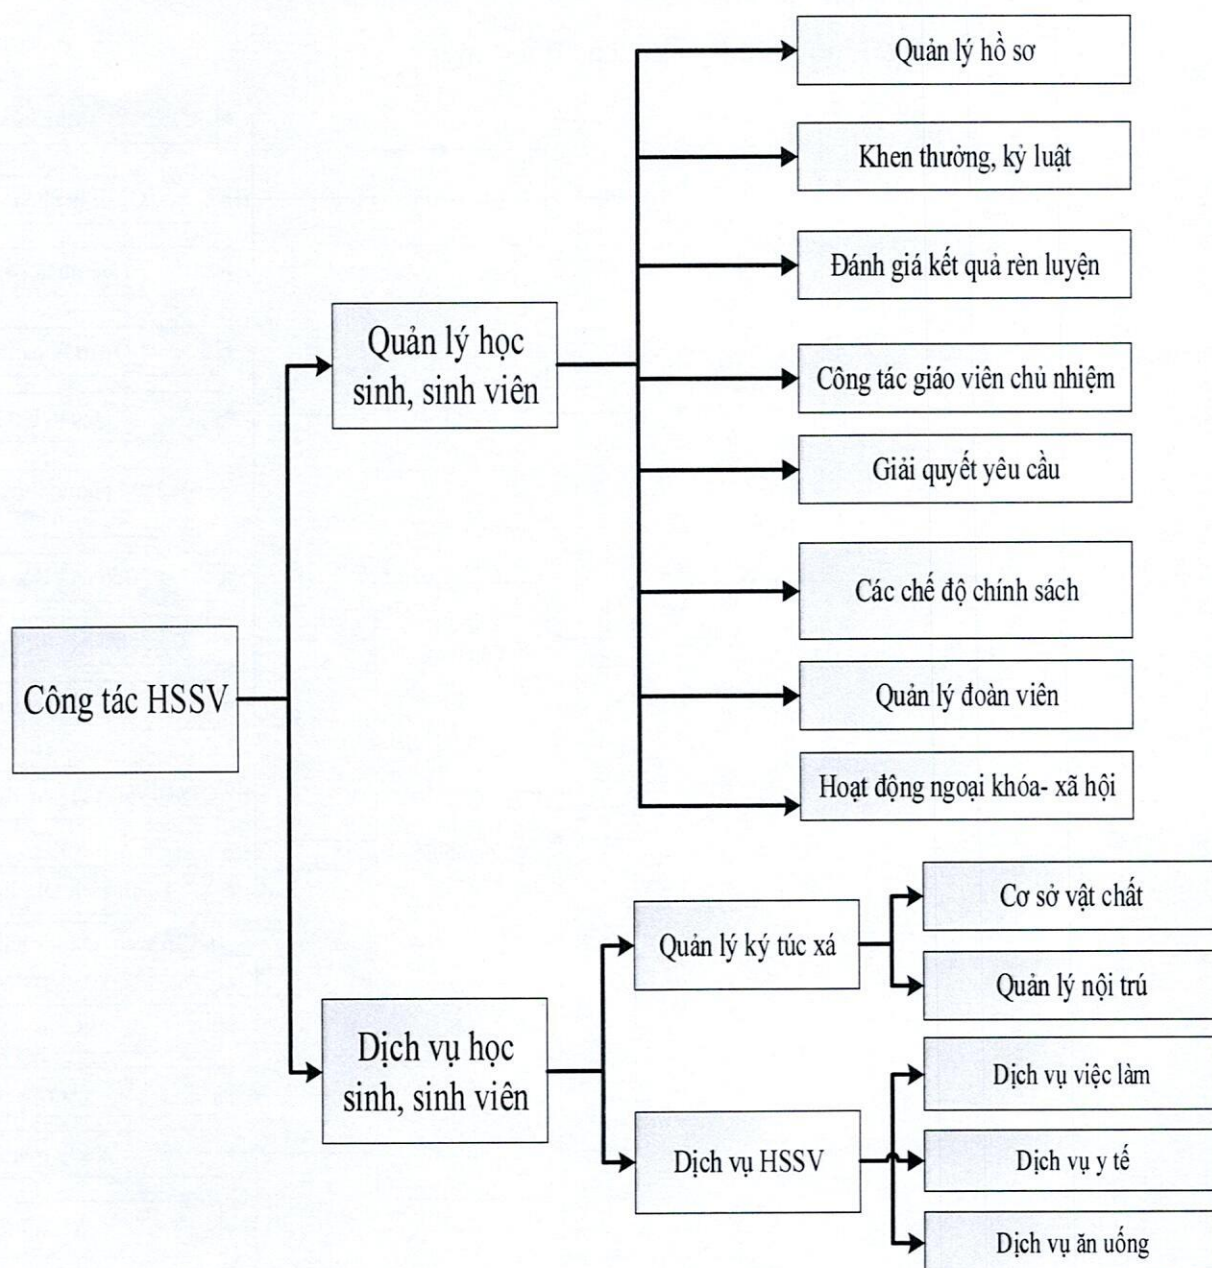 Quản lý hồ sơ
Khen thưởng, kỷ luật
Đánh giá kết quả rèn luyện
Quản lý học
sinh, sinh viên
Công tác giáo viên chủ nhiệm
Giải quyết yêu cầu
Các chế độ chính sách
Công tác HSSV
Quản lý đoàn viên
Hoạt động ngoại khóa- xã hội
Cơ sở vật chất
Quản lý ký túc xá
Quản lý nội trú
Dịch vụ học
sinh, sinh viên
Dịch vụ việc làm
Dịch vụ HSSV
Dịch vụ y tế
Dịch vụ ăn uống